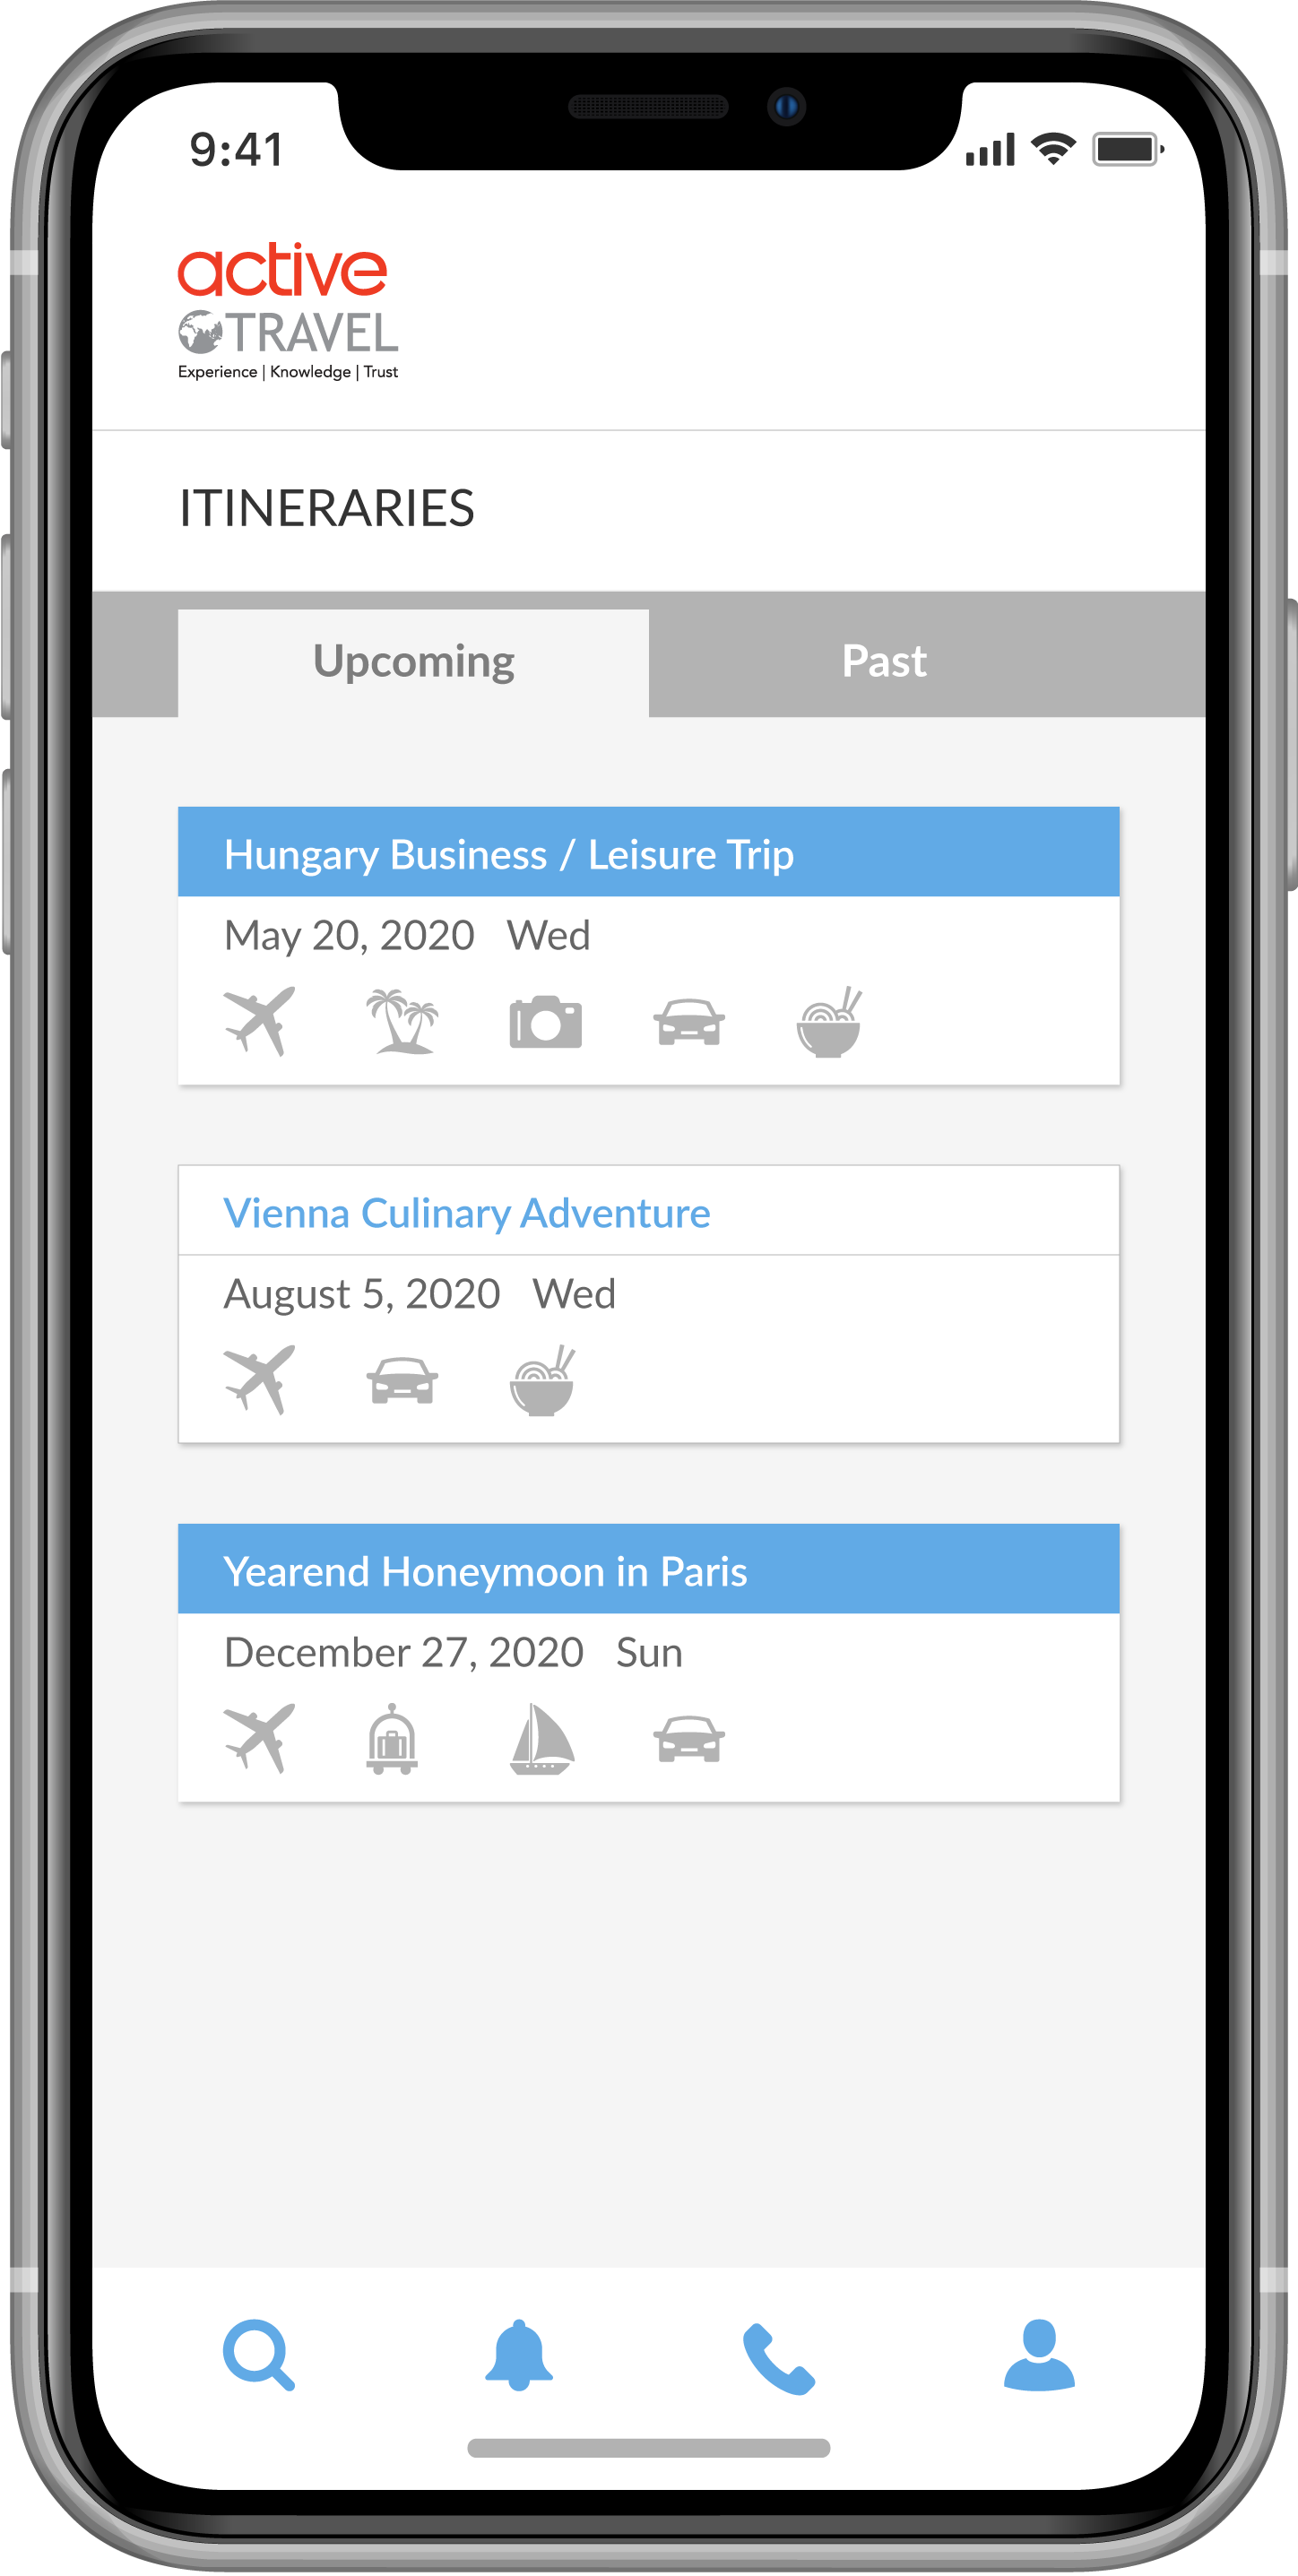 9:41
active
TRAVEL
Experience | Knowledge | Trust
ITINERARIES
Upcoming
Past
Hungary Business / Leisure Trip
May 20, 2020 Wed
Vienna Culinary Adventure
August 5, 2020 Wed
Yearend Honeymoon in Paris
December 27, 2020 Sun